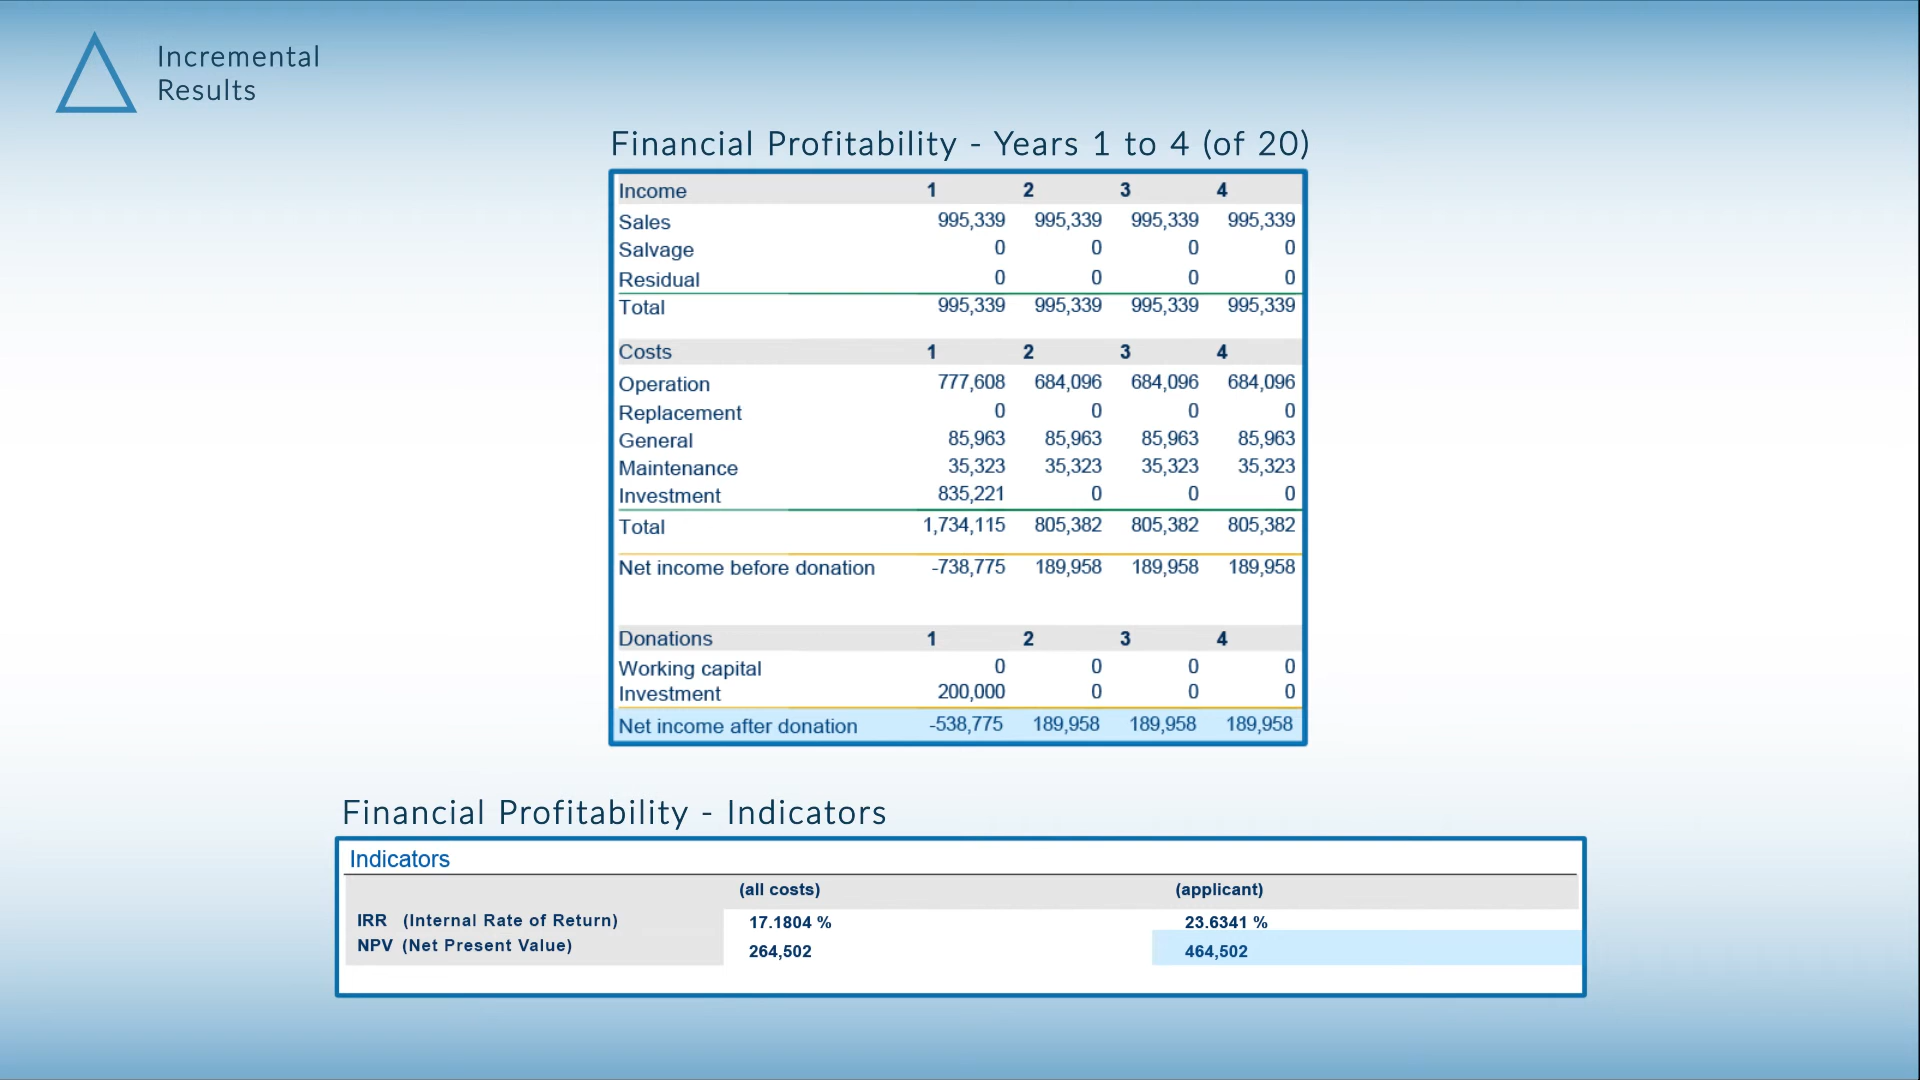 Incremental
Results
Financial Profitability - Years 1 to 4 (of 20)
Income 1 2 3 4
Sales 995,339 995,339 995,339 995,339
Salvage 0 0 0 0
Residual 0 0 0 0
Total 995,339 995,339 995,339 995,339
Costs 1 2 3 4
Operation 777,608 684,096 684,096 684,096
Replacement 0 0 0 0
General 85,963 85,963 85,963 85,963
Maintenance 35,323 35,323 35,323 35,323
Investment 835,221 0 0 0
Total 1,734,115 805,382 805,382 805,382
Net income before donation -738,775 189,958 189,958 189,958
Donations 1 2 3 4
Working capital 0 0 0 0
Investment 200,000 0 0 0
Net income after donation -538,775 189,958 189,958 189,958
Financial Profitability - Indicators
Indicators
(all costs) (applicant)
IRR (Internal Rate of Return) 17.1804 % 23.6341 %
NPV (Net Present Value) 264,502 464,502